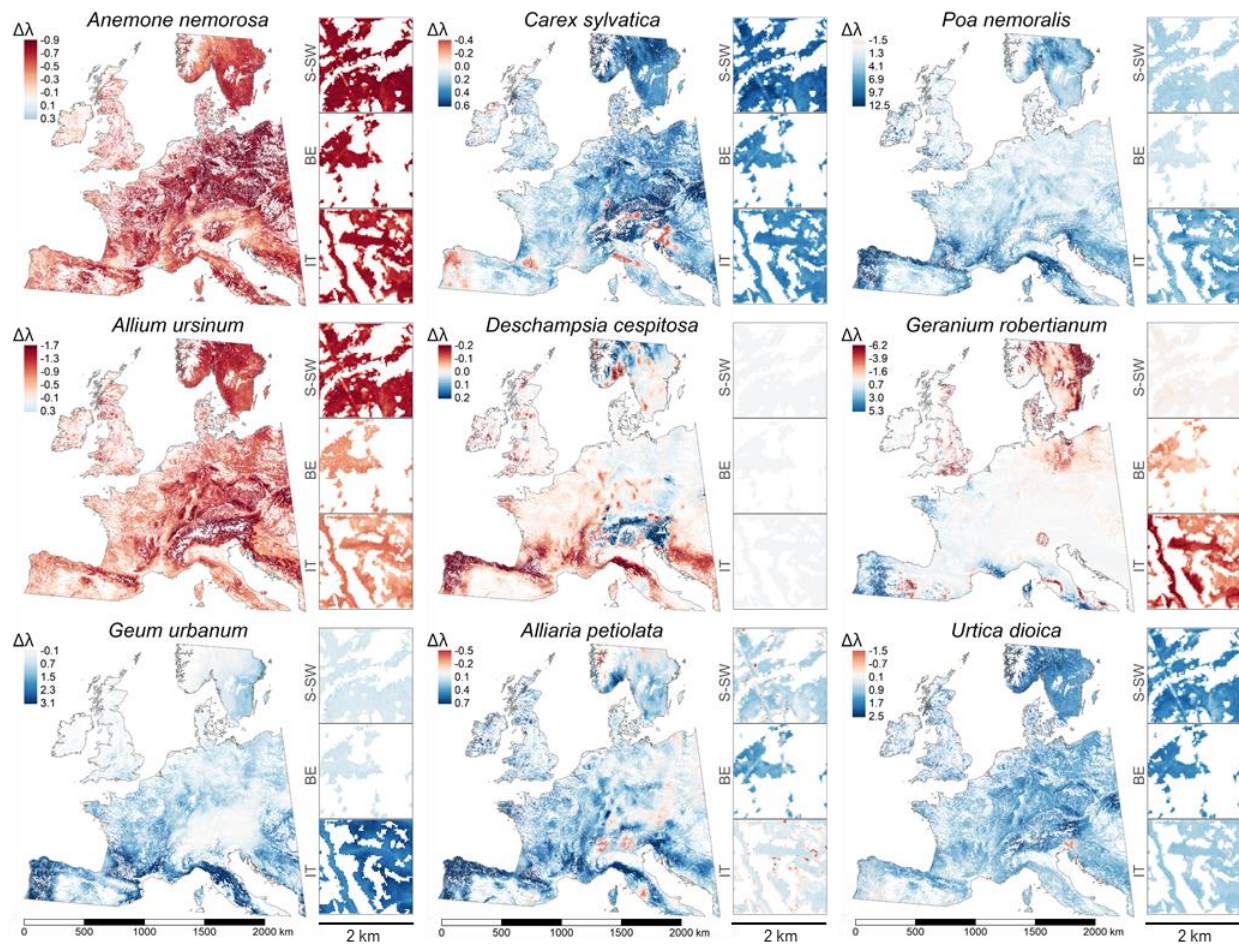 Anemone nemorosa
Δλ
-0.9
-0.7
-0.5
-0.3
-0.1
0.1
0.3
S-SW
BE
IT
Carex sylvatica
Δλ
-0.4
-0.2
0.0
0.2
0.4
0.6
S-SW
BE
IT
Poa nemoralis
Δλ
-1.5
1.3
4.1
6.9
9.7
12.5
S-SW
BE
IT
Allium ursinum
Δλ
-1.7
-1.3
-0.9
-0.5
-0.1
0.3
S-SW
BE
IT
Deschampsia cespitosa
Δλ
-0.2
-0.1
0.0
0.1
0.2
S-SW
BE
IT
Geranium robertianum
Δλ
-6.2
-3.9
-1.6
0.7
3.0
5.3
S-SW
BE
IT
Geum urbanum
Δλ
-0.1
0.7
1.5
2.3
3.1
S-SW
BE
IT
Alliaria petiolata
Δλ
-0.5
-0.2
0.1
0.4
0.7
S-SW
BE
IT
Urtica dioica
Δλ
-1.5
-0.7
0.1
0.9
1.7
2.5
S-SW
BE
IT
0 500 1000 1500 2000 km
2 km
0 500 1000 1500 2000 km
2 km
0 500 1000 1500 2000 km
2 km